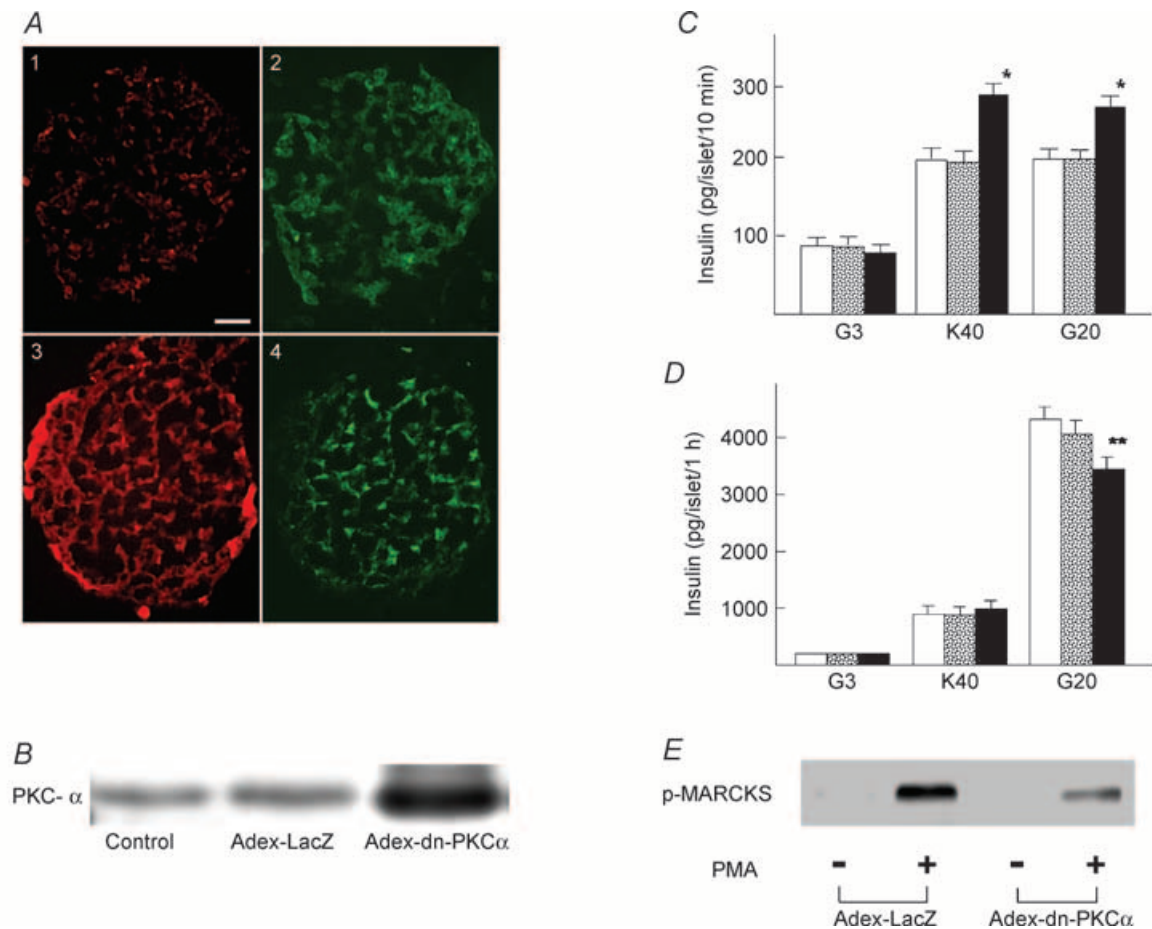 A
1
2
3
4
B
PKC- α
Control
Adex-LacZ
Adex-dn-PKCα
C
Insulin (pg/islet/10 min)
300
200
100
*
*
G3
K40
G20
D
Insulin (pg/islet/1 h)
4000
3000
2000
1000
**
G3
K40
G20
E
p-MARCKS
PMA
- + - +
Adex-LacZ
Adex-dn-PKCα